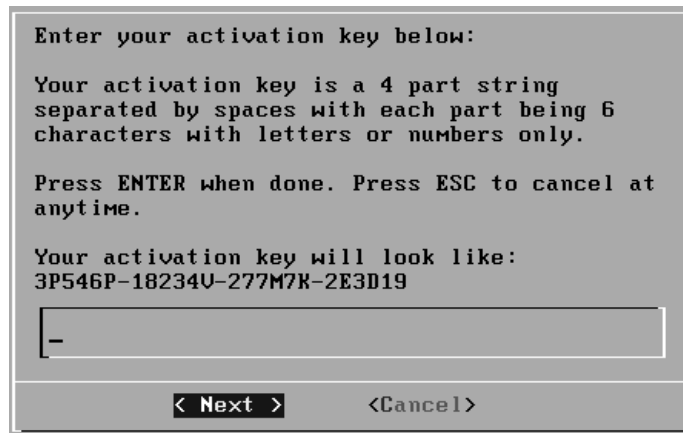 Enter your activation key below:
Your activation key is a 4 part string
separated by spaces with each part being 6
characters with letters or numbers only.
Press ENTER when done. Press ESC to cancel at
anytime.
Your activation key will look like:
3P546P-18234V-277M7K-2E3D19
_
< Next > <Cancel>